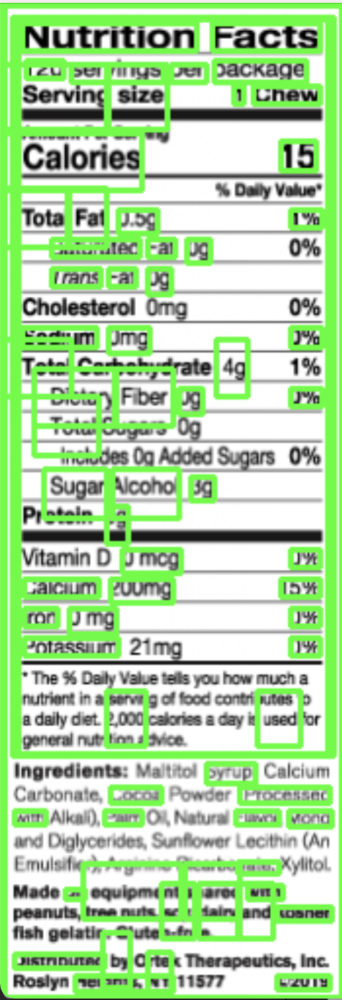 Nutrition Facts
120 servings per package
Serving size 1 Chew
Amount Per Serving
Calories 15
% Daily Value*
Total Fat 0.5g 1%
Saturated Fat 0g 0%
Trans Fat 0g
Cholesterol 0mg 0%
Sodium 0mg 0%
Total Carbohydrate 4g 1%
Dietary Fiber 0g 0%
Total Sugars 0g
Includes 0g Added Sugars 0%
Sugar Alcohol 3g
Protein 0g
Vitamin D 0 mcg 0%
Calcium 200mg 15%
Iron 0 mg 0%
Potassium 21mg 0%
* The % Daily Value tells you how much a
nutrient in a serving of food contributes to
a daily diet. 2,000 calories a day is used for
general nutrition advice.
Ingredients: Maltitol Syrup Calcium
Carbonate, Cocoa Powder (Processed
with Alkali), Palm Oil, Natural Flavor Mono
and Diglycerides, Sunflower Lecithin (An
Emulsifier), Arginine Bicarbonate, Xylitol.
Made on equipment shared with
peanuts, tree nuts, soy, dairy and kosher
fish gelatin. Gluten-free.
Distributed by Ortek Therapeutics, Inc.
Roslyn Heights, NY 11577 2019